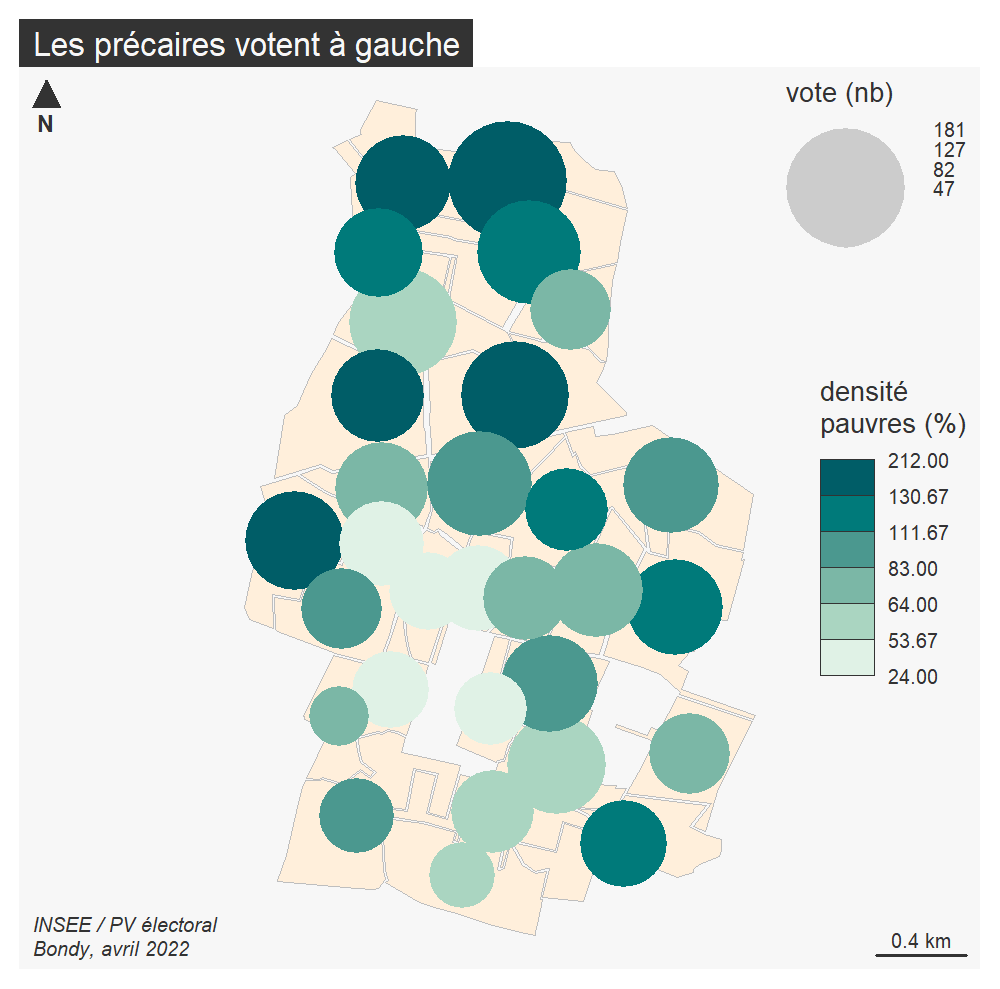 Les précaires votent à gauche
N
vote (nb)
181
127
82
47
densité
pauvres (%)
212.00
130.67
111.67
83.00
64.00
53.67
24.00
INSEE / PV électoral
Bondy, avril 2022
0.4 km